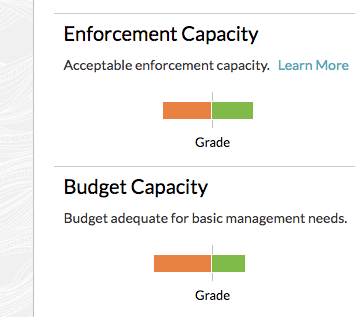 Enforcement Capacity
Acceptable enforcement capacity. Learn More
Grade
Budget Capacity
Budget adequate for basic management needs.
Grade